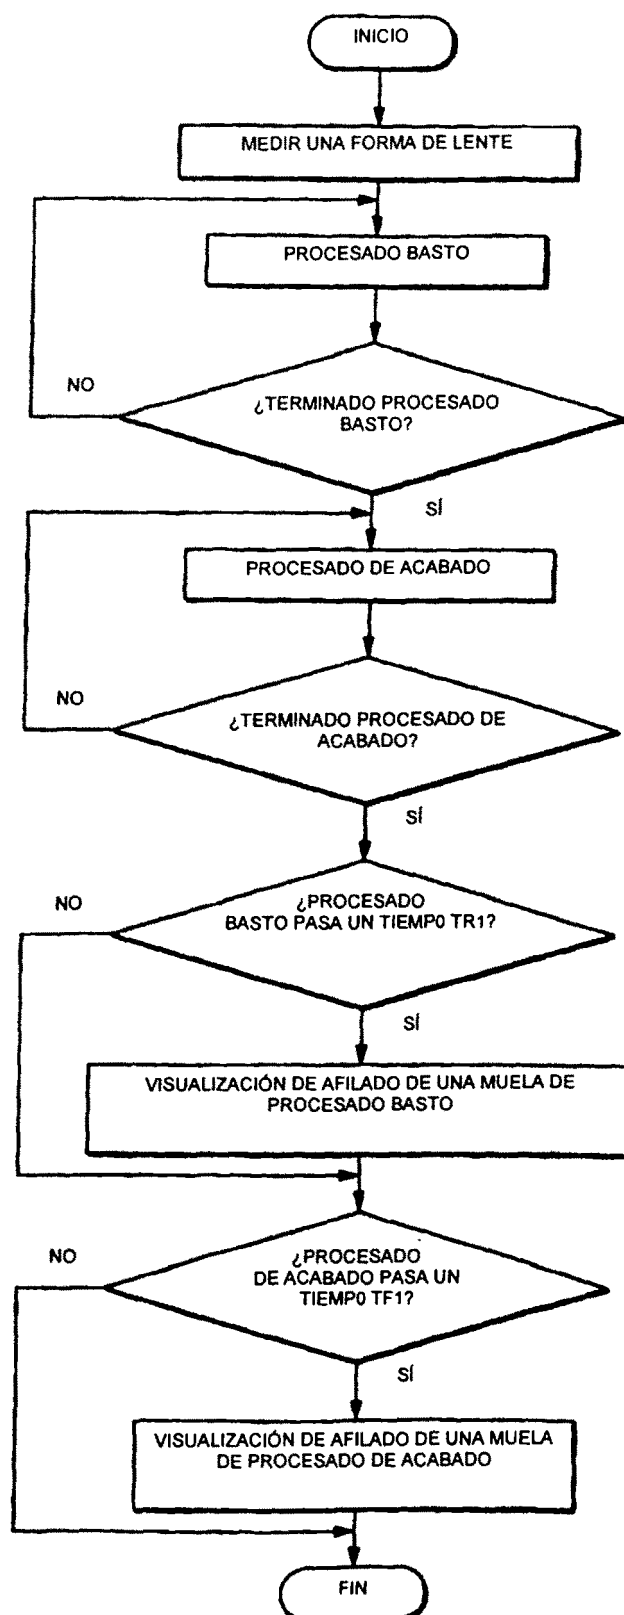 INICIO
MEDIR UNA FORMA DE LENTE
PROCESADO BASTO
NO
¿TERMINADO PROCESADO
BASTO?
SÍ
PROCESADO DE ACABADO
NO
¿TERMINADO PROCESADO DE
ACABADO?
SÍ
NO
¿PROCESADO
BASTO PASA UN TIEMP0 TR1?
SÍ
VISUALIZACIÓN DE AFILADO DE UNA MUELA DE
PROCESADO BASTO
NO
¿PROCESADO
DE ACABADO PASA UN
TIEMP0 TF1?
SÍ
VISUALIZACIÓN DE AFILADO DE UNA MUELA
DE PROCESADO DE ACABADO
FIN